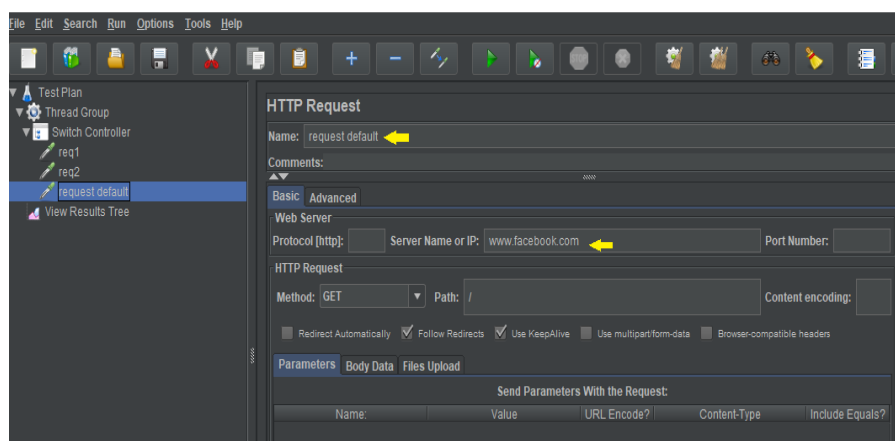 File Edit Search Run Options Tools Help
STOP
Test Plan
Thread Group
Switch Controller
req1
req2
request default
View Results Tree
HTTP Request
Name: request default
Comments:
Basic Advanced
Web Server
Protocol [http]: Server Name or IP: www.facebook.com Port Number:
HTTP Request
Method: GET Path: / Content encoding:
Redirect Automatically Follow Redirects Use KeepAlive Use multipart/form-data Browser-compatible headers
Parameters Body Data Files Upload
Send Parameters With the Request:
Name: Value URL Encode? Content-Type Include Equals?